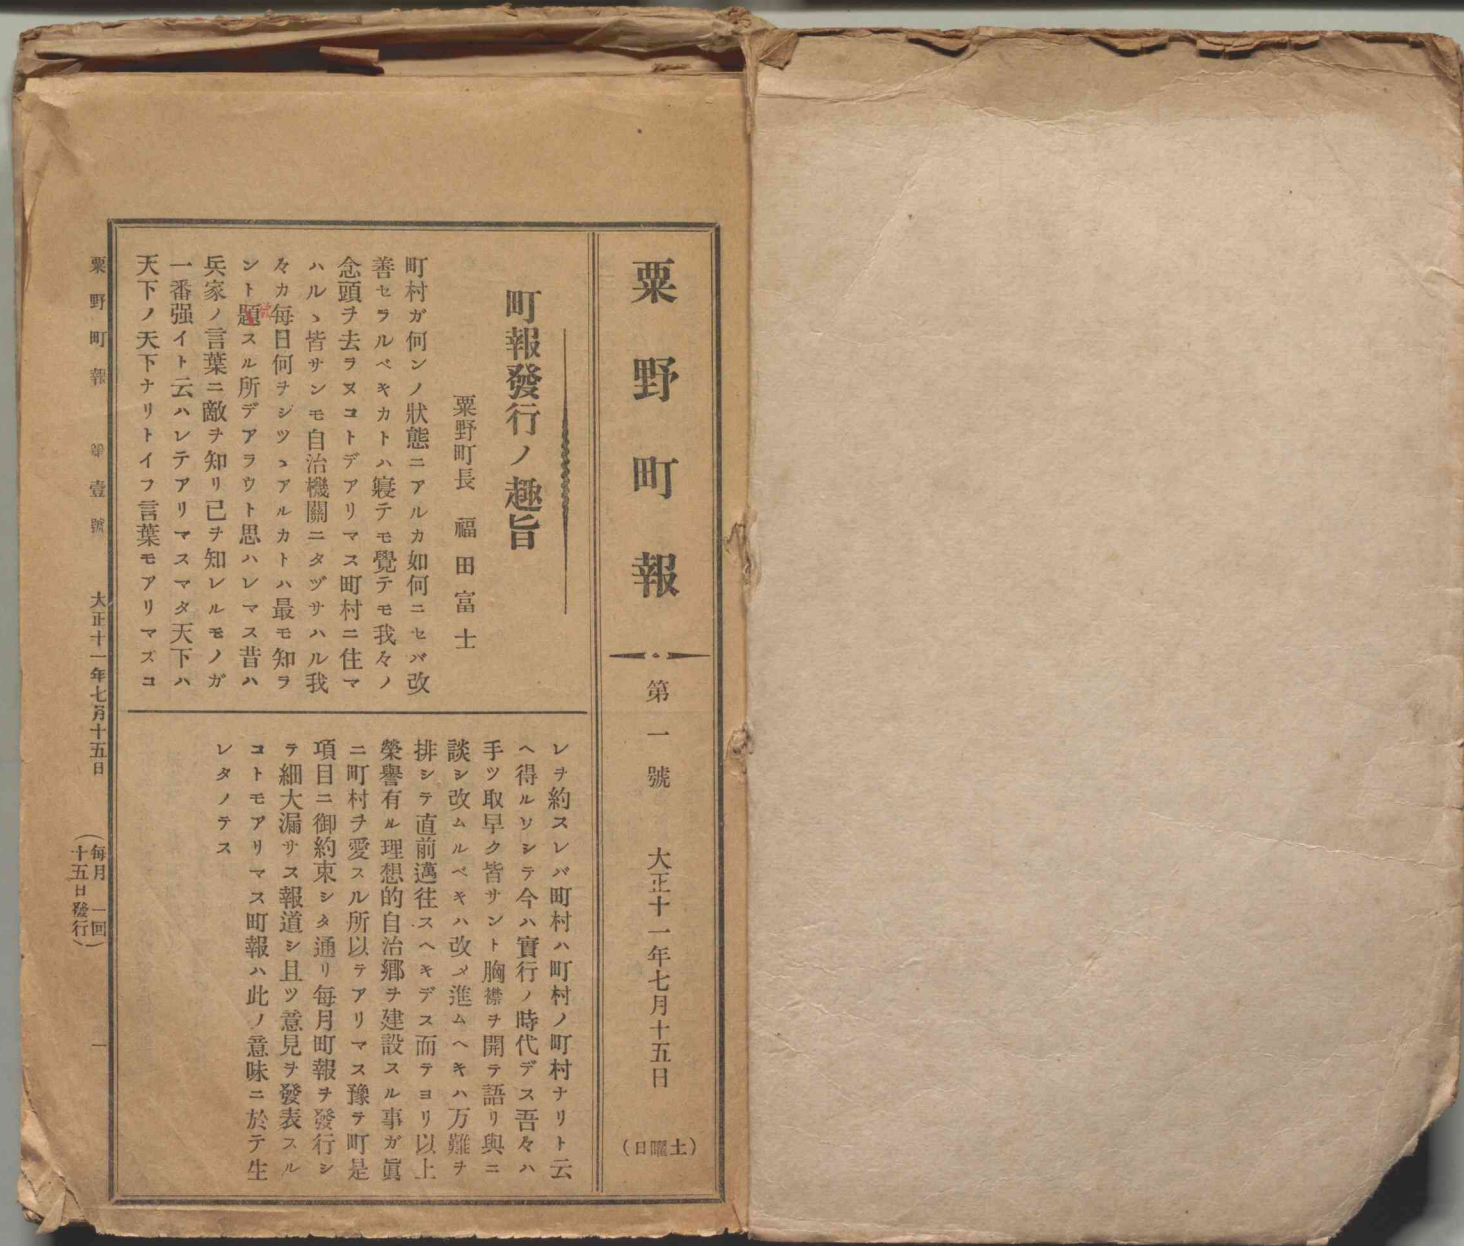 粟野町報
第一號
大正十一年七月十五日
(土曜日)
町報發行ノ趣旨
粟野町長 福田富士
町村ガ何ンノ狀態ニアルカ如何ニセバ改
善セラルベキカトハ寢テモ覺テモ我々ノ
念頭ヲ去ラヌコトデアリマス町村ニ住マ
ハルヽ皆サンモ自治機關ニタヅサハル我
々カ每日何ヲシツヽアルカトハ最モ知ラ
ント題スル所デアラウト思ハレマス昔ハ
兵家ノ言葉ニ敵ヲ知リ己ヲ知レルモノガ
一番强イト云ハレテアリマスマタ天下ハ
天下ノ天下ナリトイフ言葉モアリマズコ
レヲ約スレバ町村ハ町村ノ町村ナリト云
ヘ得ルソシテ今ハ實行ノ時代デス吾々ハ
手ツ取早ク皆サント胸襟ヲ開テ語リ與ニ
談シ改ムルベキハ改メ進ムヘキハ万難ヲ
排シテ直前邁往スヘキデス而テヨリ以上
榮譽有ル理想的自治鄕ヲ建設スル事ガ眞
ニ町村ヲ愛スル所以テアリマス豫テ町是
項目ニ御約束シタ通リ每月町報ヲ發行シ
テ細大漏サス報道シ且ツ意見ヲ發表スル
コトモアリマス町報ハ此ノ意味ニ於テ生
レタノテス
粟野町報 第壹號 大正十一年七月十五日 (每月一回十五日發行) 一